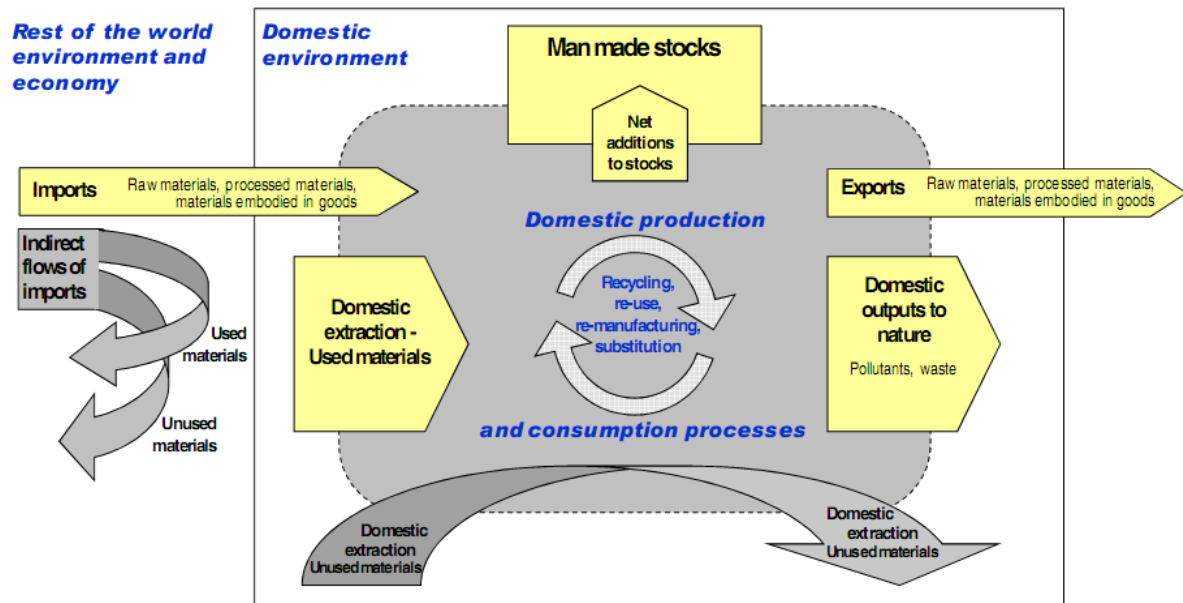 Rest of the world
environment and
economy
Domestic
environment
Man made stocks
Net
additions
to stocks
Imports
Raw materials, processed materials,
materials embodied in goods
Exports
Raw materials, processed materials,
materials embodied in goods
Indirect
flows of
imports
Used
materials
Unused
materials
Domestic
extraction -
Used materials
Domestic production
Recycling,
re-use,
re-manufacturing,
substitution
and consumption processes
Domestic
outputs to
nature
Pollutants, waste
Domestic
extraction
Unused materials
Domestic
extraction
Unused materials